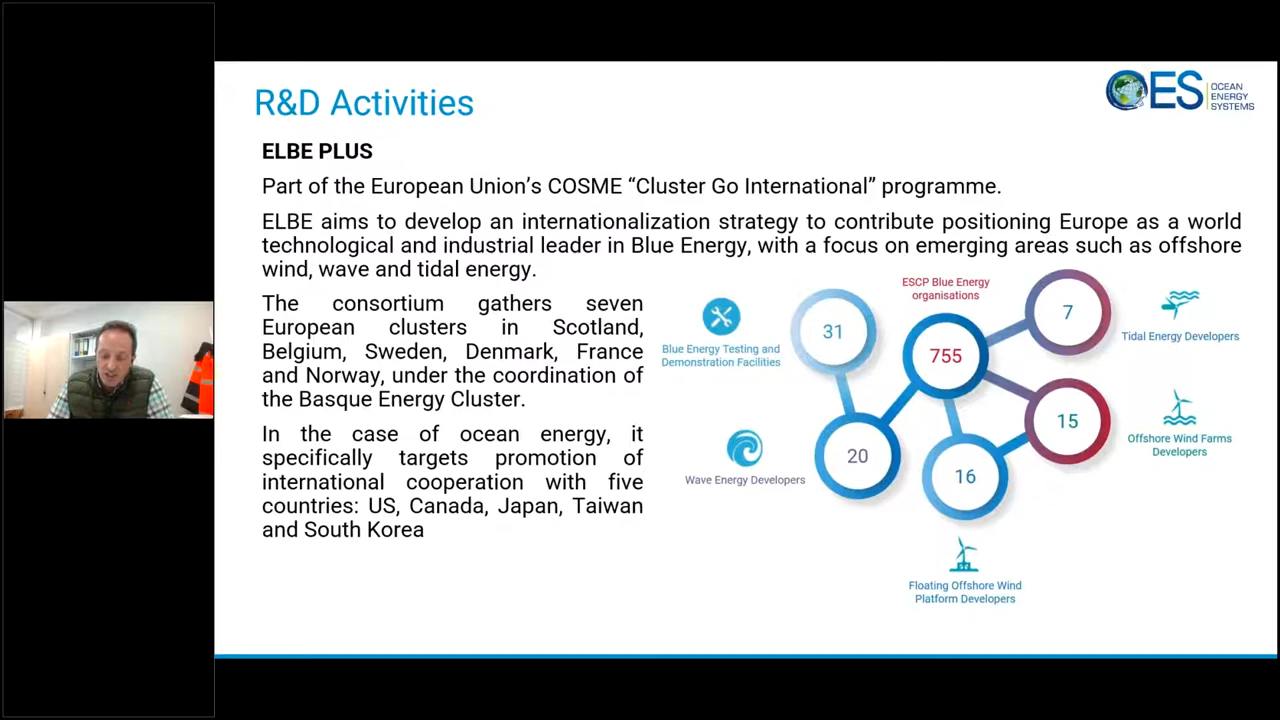 R&D Activities
OES
OCEAN
ENERGY
SYSTEMS
ELBE PLUS
Part of the European Union’s COSME “Cluster Go International” programme.
ELBE aims to develop an internationalization strategy to contribute positioning Europe as a world
technological and industrial leader in Blue Energy, with a focus on emerging areas such as offshore
wind, wave and tidal energy.
The consortium gathers seven
European clusters in Scotland,
Belgium, Sweden, Denmark, France
and Norway, under the coordination of
the Basque Energy Cluster.
In the case of ocean energy, it
specifically targets promotion of
international cooperation with five
countries: US, Canada, Japan, Taiwan
and South Korea
ESCP Blue Energy
organisations
755
31
Blue Energy Testing and
Demonstration Facilities
7
Tidal Energy Developers
20
Wave Energy Developers
15
Offshore Wind Farms
Developers
16
Floating Offshore Wind
Platform Developers